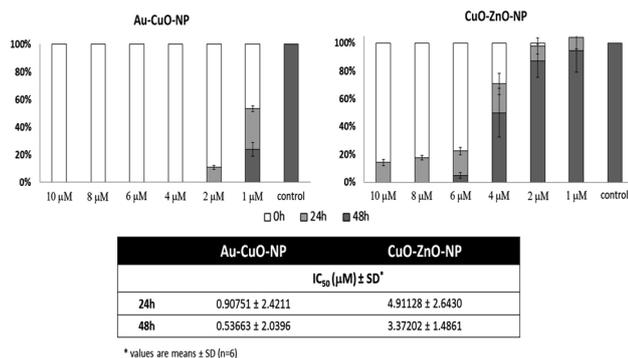 Au-CuO-NP
100%
80%
60%
40%
20%
0%
10 µM 8 µM 6 µM 4 µM 2 µM 1 µM control
CuO-ZnO-NP
100%
80%
60%
40%
20%
0%
10 µM 8 µM 6 µM 4 µM 2 µM 1 µM control
0h 24h 48h
Au-CuO-NP CuO-ZnO-NP
IC50 (µM) ± SD*
24h 0.90751 ± 2.4211 4.91128 ± 2.6430
48h 0.53663 ± 2.0396 3.37202 ± 1.4861
* values are means ± SD (n=6)